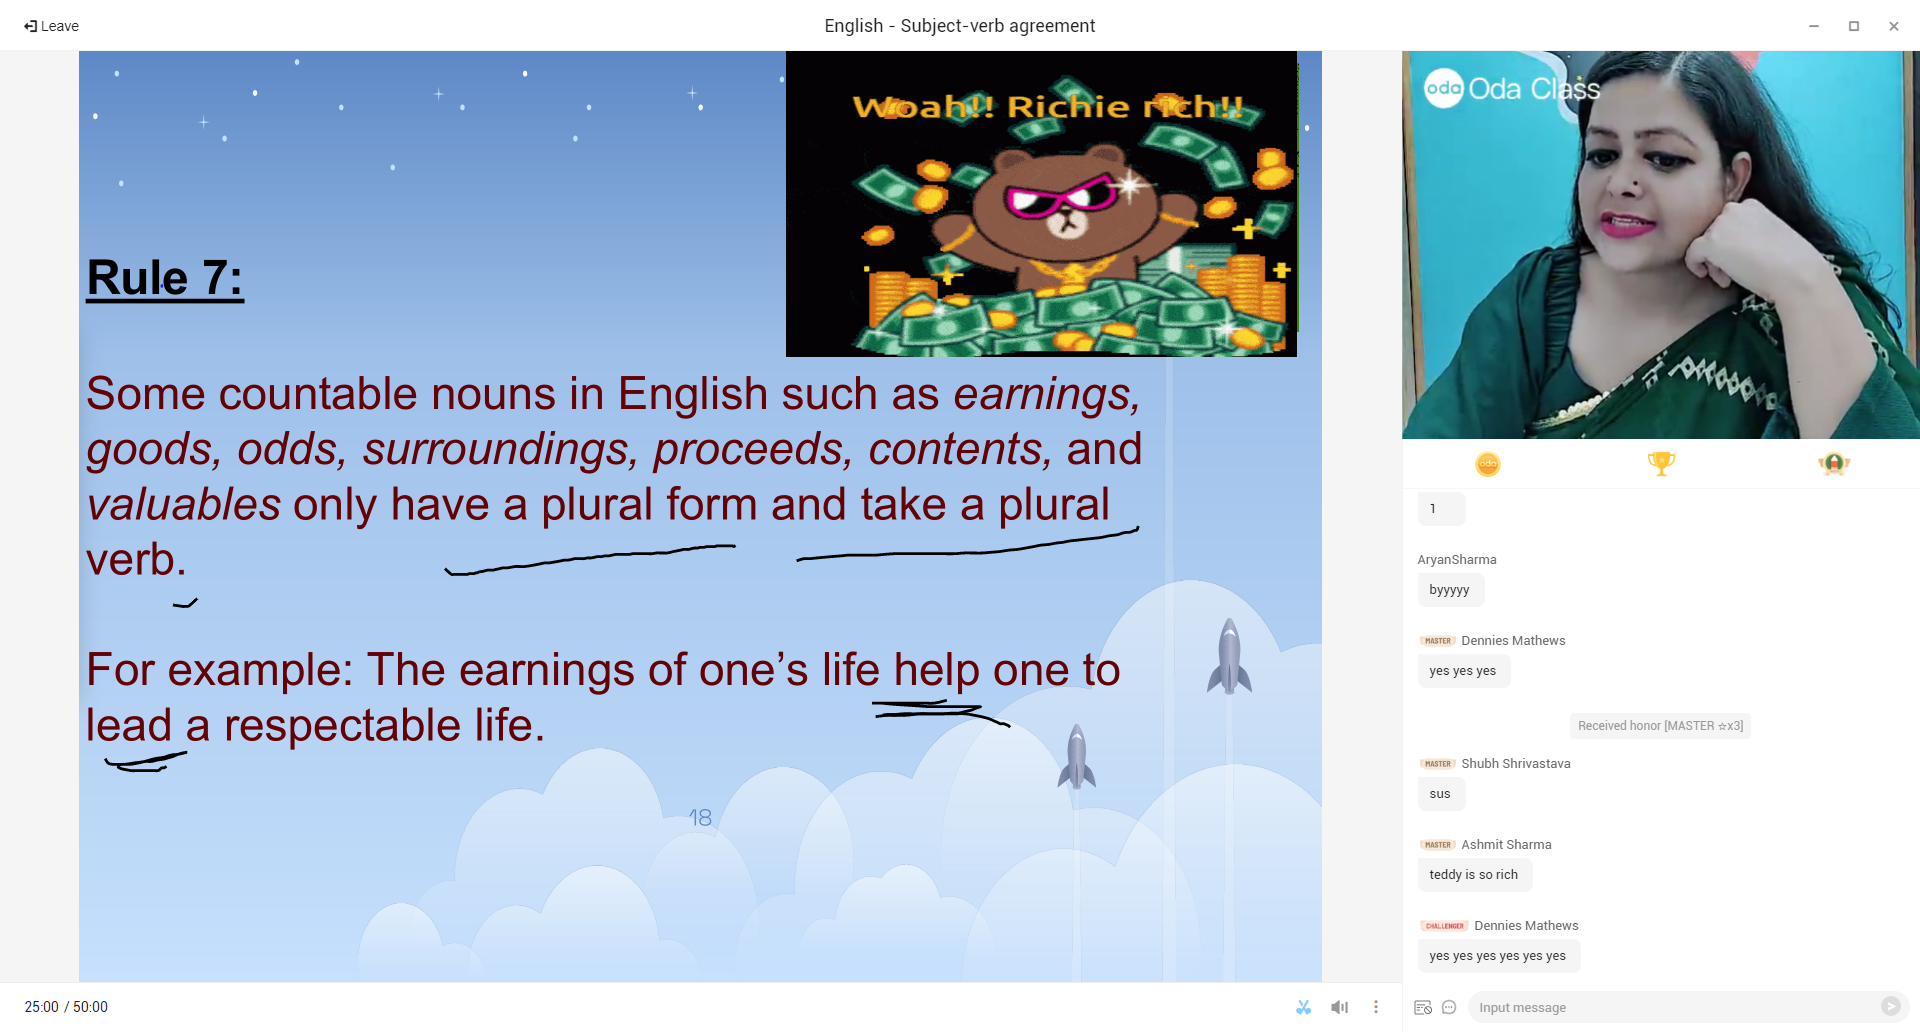 Leave
English - Subject-verb agreement
Woah!! Richie rich!!
Rule 7:
Some countable nouns in English such as earnings,
goods, odds, surroundings, proceeds, contents, and
valuables only have a plural form and take a plural
verb.
For example: The earnings of one’s life help one to
lead a respectable life.
18
25:00 / 50:00
oda Oda Class
oda
1
AryanSharma
byyyyy
MASTER Dennies Mathews
yes yes yes
Received honor [MASTER ☆x3]
MASTER Shubh Shrivastava
sus
MASTER Ashmit Sharma
teddy is so rich
CHALLENGER Dennies Mathews
yes yes yes yes yes yes
Input message